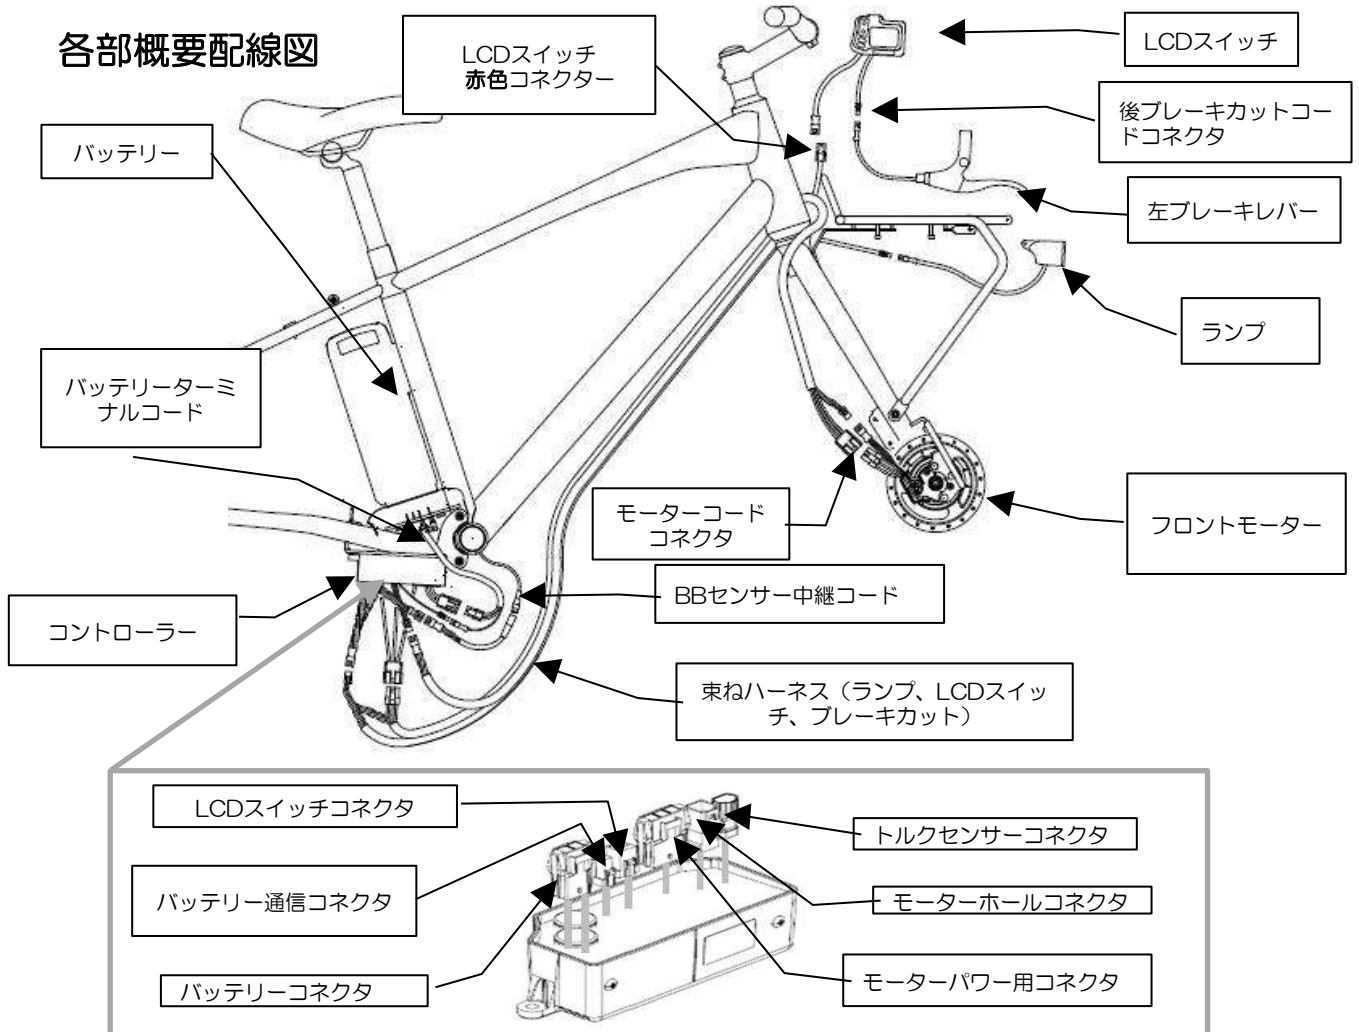 各部概要配線図
LCDスイッチ
赤色コネクター
LCDスイッチ
後ブレーキカットコー
ドコネクタ
バッテリー
左ブレーキレバー
ランプ
バッテリーターミ
ナルコード
モーターコード
コネクタ
フロントモーター
BBセンサー中継コード
コントローラー
束ねハーネス（ランプ、LCDスイッ
チ、ブレーキカット）
LCDスイッチコネクタ
トルクセンサーコネクタ
バッテリー通信コネクタ
モーターホールコネクタ
バッテリーコネクタ
モーターパワー用コネクタ